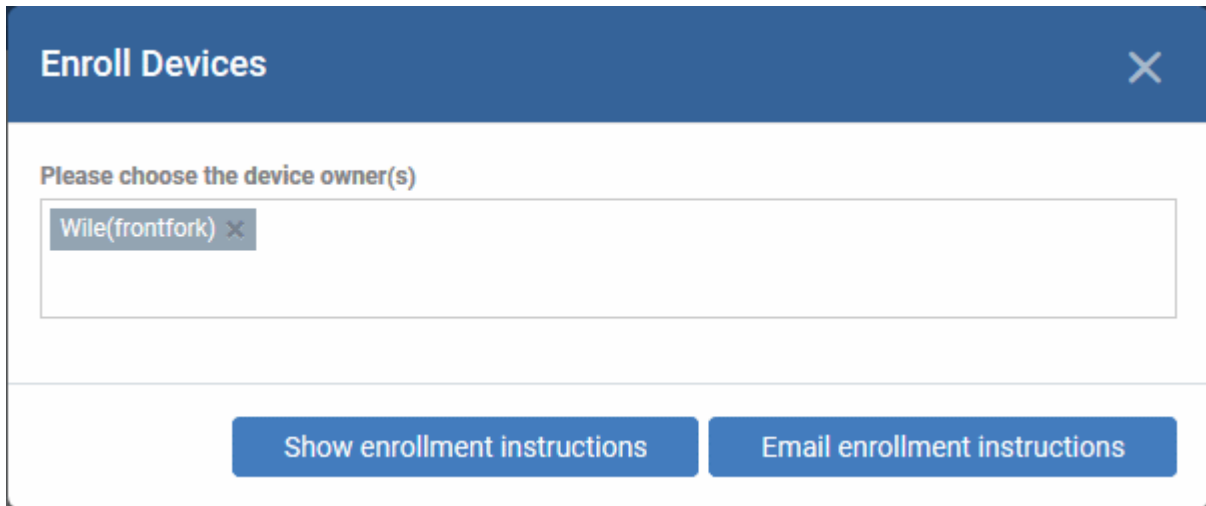 Enroll Devices
Please choose the device owner(s)
Wile(frontfork)
Show enrollment instructions Email enrollment instructions